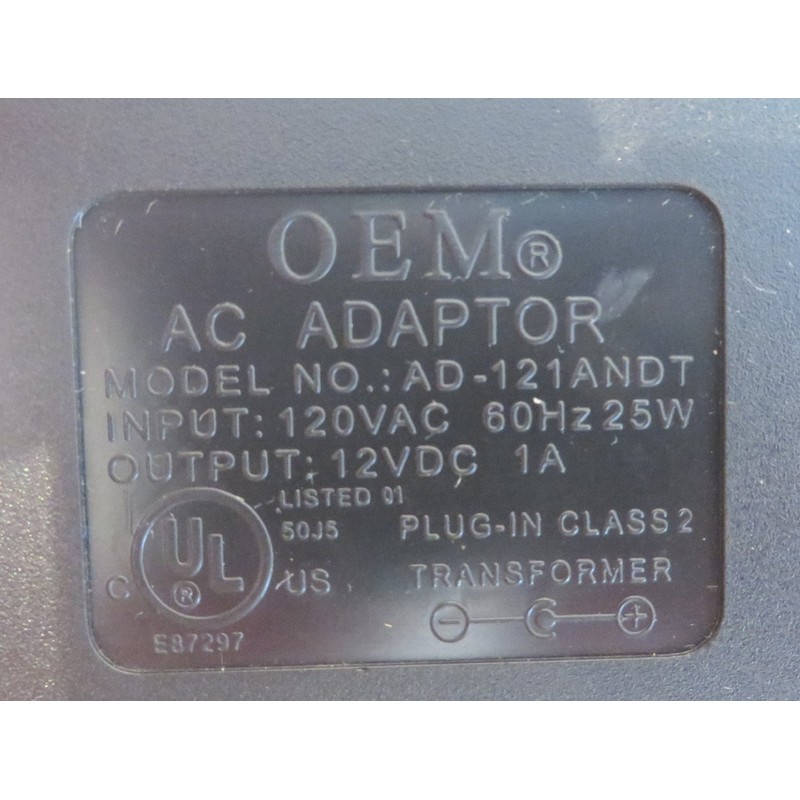 OEM®
AC ADAPTOR
MODEL NO.: AD-121ANDT
INPUT: 120VAC 60Hz 25W
OUTPUT: 12VDC 1A
LISTED 01
50J5
PLUG-IN CLASS 2
C UL® US
TRANSFORMER
E87297